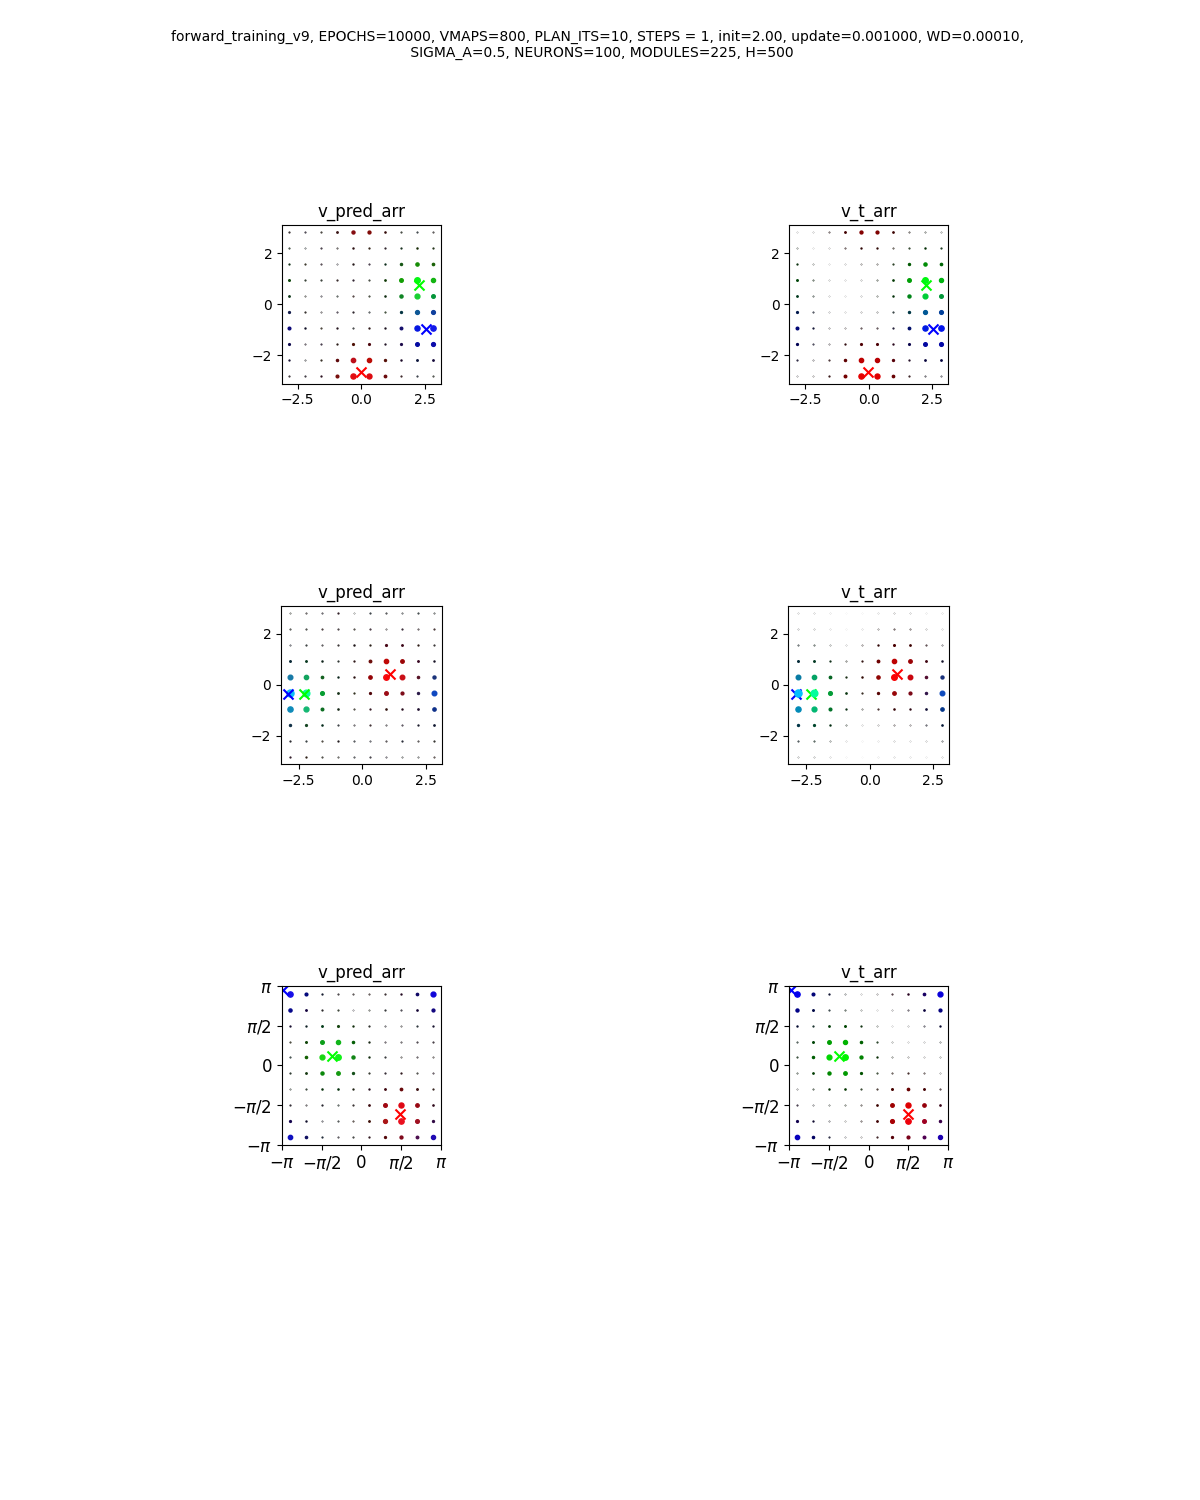 forward_training_v9, EPOCHS=10000, VMAPS=800, PLAN_ITS=10, STEPS = 1, init=2.00, update=0.001000, WD=0.00010,
SIGMA_A=0.5, NEURONS=100, MODULES=225, H=500
v_pred_arr
2
0
−2
−2.5 0.0 2.5
v_t_arr
2
0
−2
−2.5 0.0 2.5
v_pred_arr
2
0
−2
−2.5 0.0 2.5
v_t_arr
2
0
−2
−2.5 0.0 2.5
v_pred_arr
π
π/2
0
−π/2
−π
−π −π/2 0 π/2 π
v_t_arr
π
π/2
0
−π/2
−π
−π −π/2 0 π/2 π